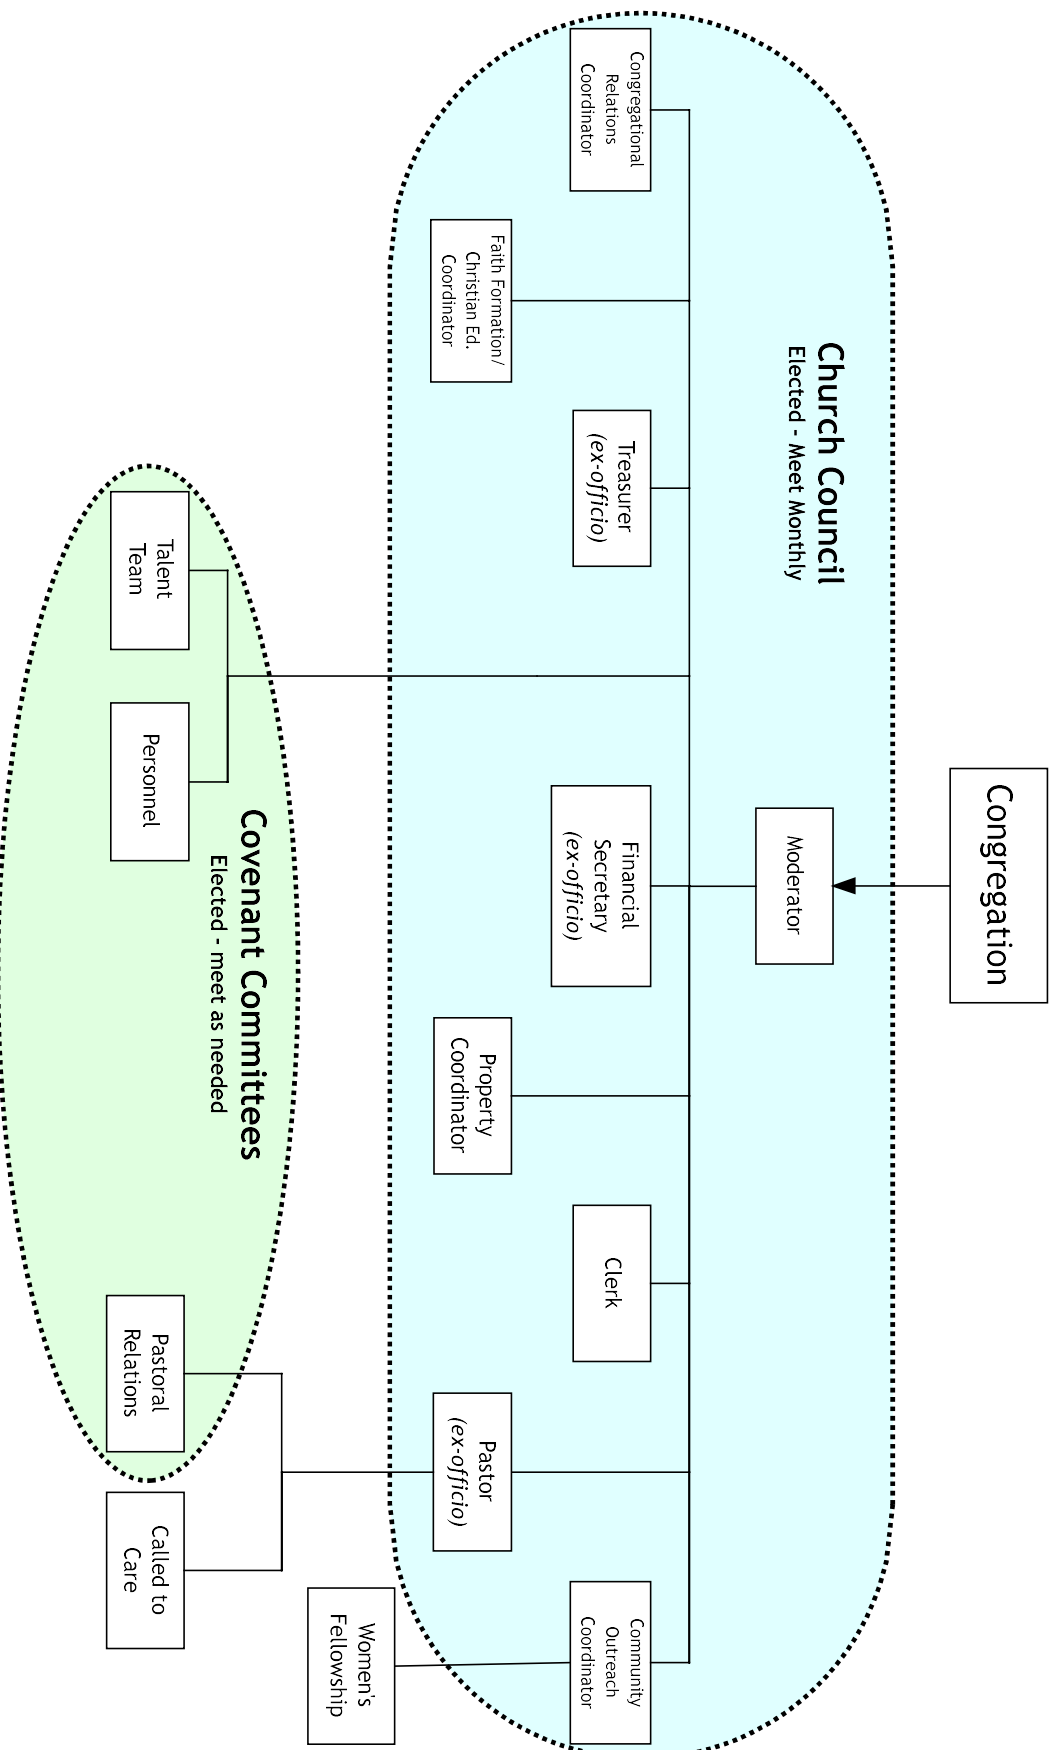 Congregation
Church Council
Elected - Meet Monthly
Moderator
Congregational
Relations
Coordinator
Faith Formation/
Christian Ed.
Coordinator
Treasurer
(ex-officio)
Financial
Secretary
(ex-officio)
Property
Coordinator
Clerk
Pastor
(ex-officio)
Community
Outreach
Coordinator
Women's
Fellowship
Covenant Committees
Elected - meet as needed
Talent
Team
Personnel
Pastoral
Relations
Called to
Care